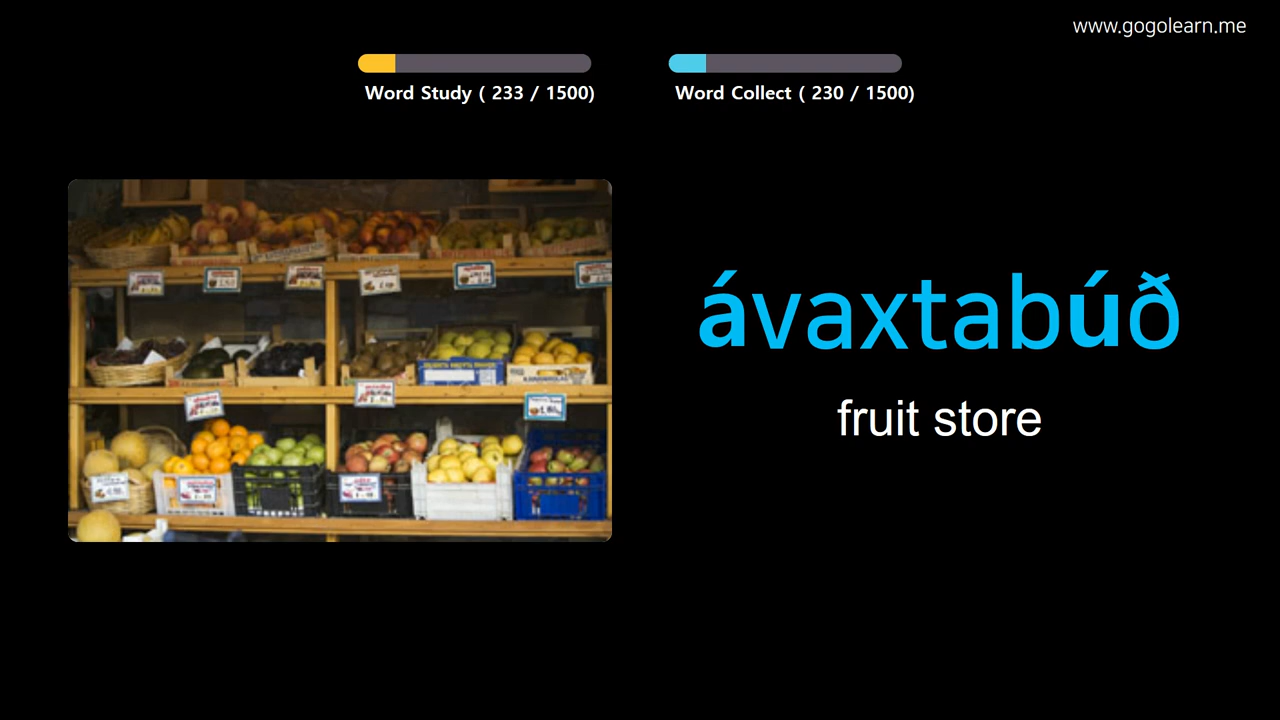 www.gogolearn.me
Word Study ( 233 / 1500)
Word Collect ( 230 / 1500)
ávaxtabúð
fruit store